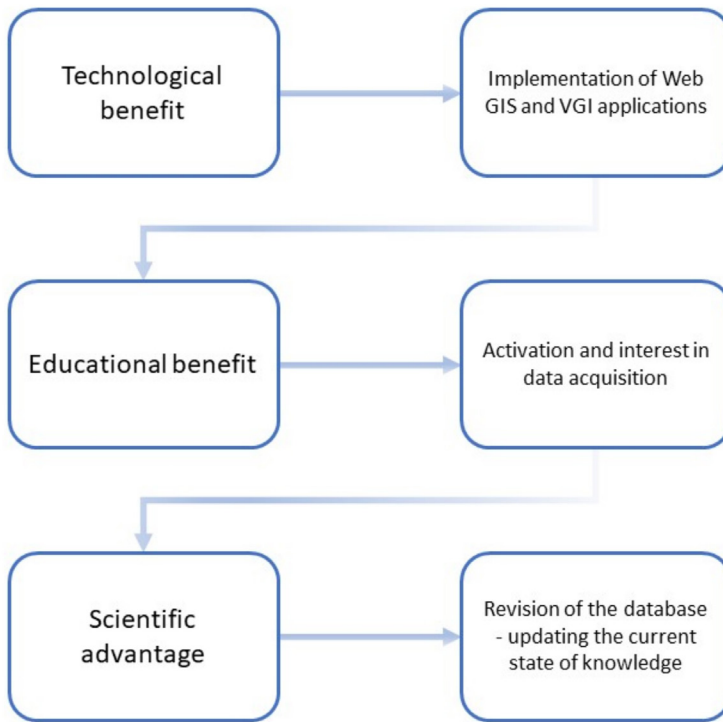 Technological
benefit
Implementation of Web
GIS and VGI applications
Educational benefit
Activation and interest in
data acquisition
Scientific
advantage
Revision of the database
- updating the current
state of knowledge